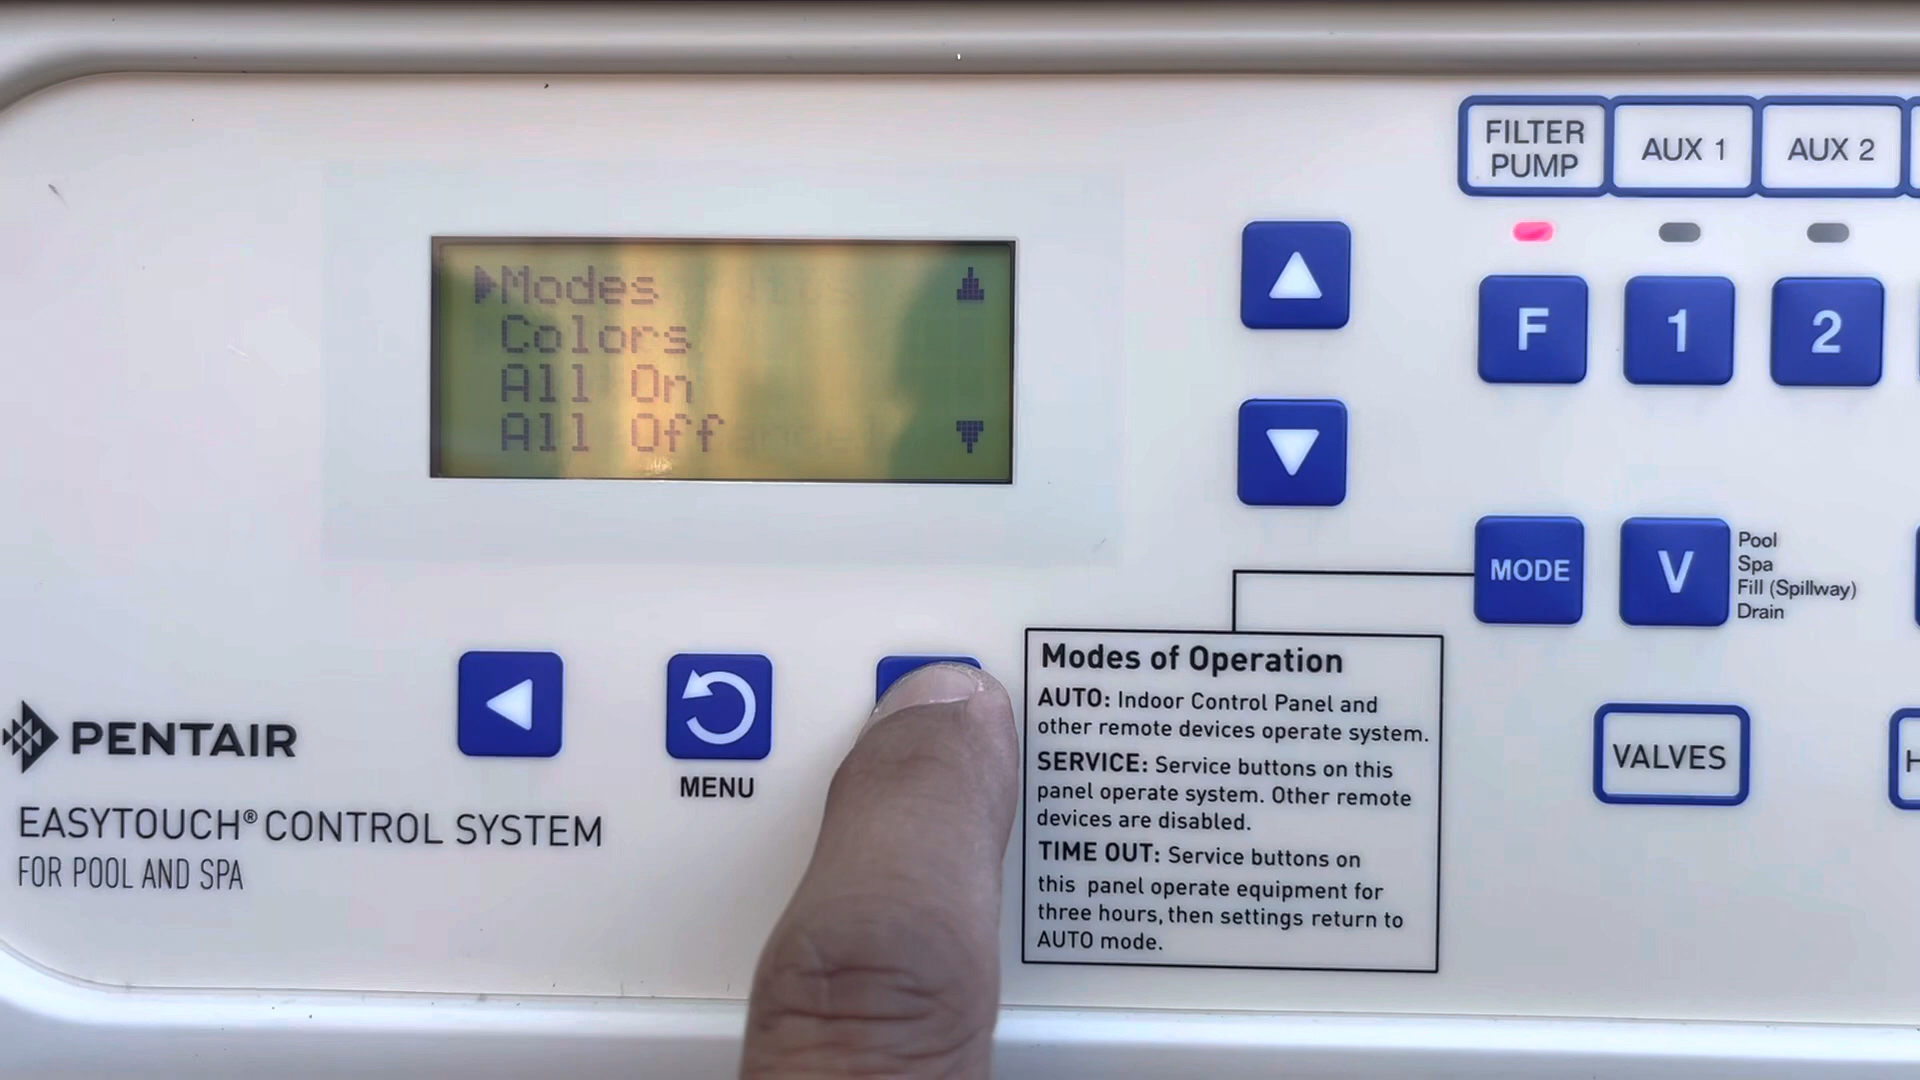 FILTER
PUMP
AUX 1
AUX 2
Modes
Colors
All On
All Off
F
1
2
MODE
V
Pool
Spa
Fill (Spillway)
Drain
MENU
VALVES
H
PENTAIR
EASYTOUCH® CONTROL SYSTEM
FOR POOL AND SPA
Modes of Operation
AUTO: Indoor Control Panel and
other remote devices operate system.
SERVICE: Service buttons on this
panel operate system. Other remote
devices are disabled.
TIME OUT: Service buttons on
this panel operate equipment for
three hours, then settings return to
AUTO mode.